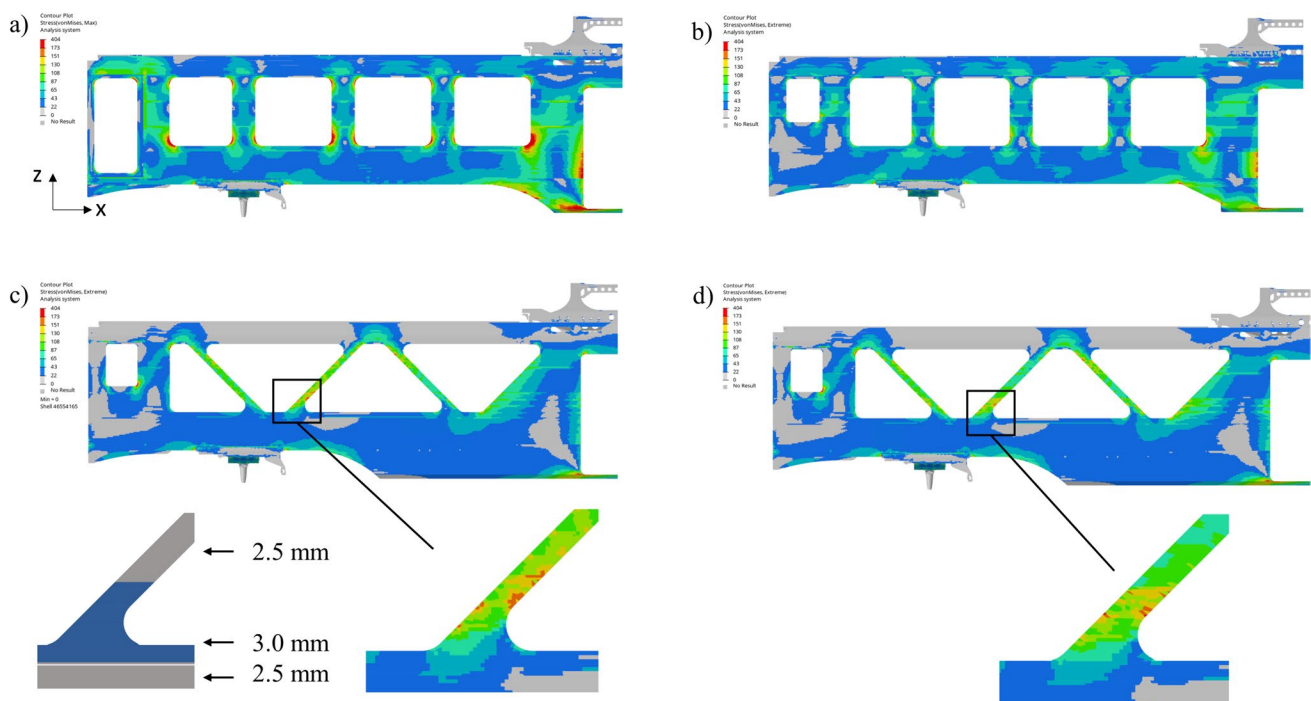 a)
Contour Plot
Stress(vonMises, Max)
Analysis system
404
173
151
130
108
87
65
43
22
0
No Result
Z
X
b)
Contour Plot
Stress(vonMises, Extreme)
Analysis system
404
173
151
130
108
87
65
43
22
0
No Result
c)
Contour Plot
Stress(vonMises, Extreme)
Analysis system
404
173
151
130
108
87
65
43
22
0
No Result
Min = 0
Shell 46554165
d)
Contour Plot
Stress(vonMises, Extreme)
Analysis system
404
173
151
130
108
87
65
43
22
0
No Result
2.5 mm
3.0 mm
2.5 mm